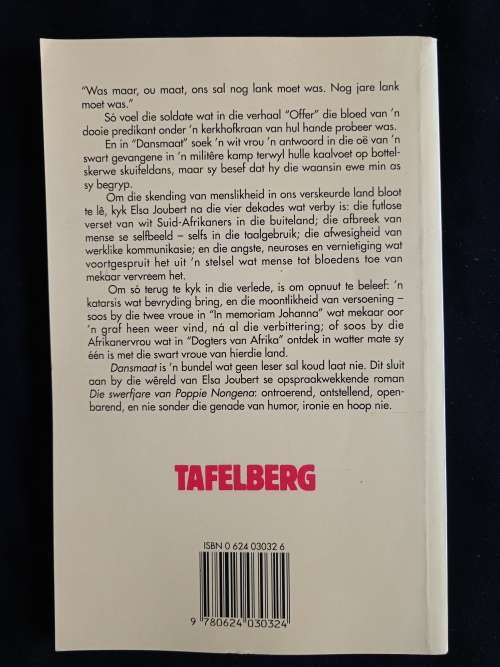 "Was maar, ou maat, ons sal nog lank moet was. Nog jare lank
moet was."
Só voel die soldate wat in die verhaal "Offer" die bloed van 'n
dooie predikant onder 'n kerkhofkraan van hul hande probeer was.
En in "Dansmaat" soek 'n wit vrou 'n antwoord in die oë van 'n
swart gevangene in 'n militêre kamp terwyl hulle kaalvoet op bottel-
skerwe skuifeldans, maar sy besef dat hy die waansin ewe min as
sy begryp.
Om die skending van menslikheid in ons verskeurde land bloot
te lê, kyk Elsa Joubert na die vier dekades wat verby is: die futlose
verset van wit Suid-Afrikaners in die buiteland; die afbreek van
mense se selfbeeld – selfs in die taalgebruik; die afwesigheid van
werklike kommunikasie; en die angste, neuroses en vernietiging wat
voortgespruit het uit 'n stelsel wat mense tot bloedens toe van
mekaar vervreem het.
Om só terug te kyk in die verlede, is om opnuut te beleef: 'n
katarsis wat bevryding bring, en die moontlikheid van versoening –
soos by die twee vroue in "In memoriam Johanna" wat mekaar oor
'n graf heen weer vind, ná al die verbittering; of soos by die
Afrikanervrou wat in "Dogters van Afrika" ontdek in watter mate sy
één is met die swart vroue van hierdie land.
Dansmaat is 'n bundel wat geen leser sal koud laat nie. Dit sluit
aan by die wêreld van Elsa Joubert se opspraakwekkende roman
Die swerfjare van Poppie Nongena: ontroerend, ontstellend, open-
barend, en nie sonder die genade van humor, ironie en hoop nie.
TAFELBERG
ISBN 0 624 03032 6
9 780624 030324